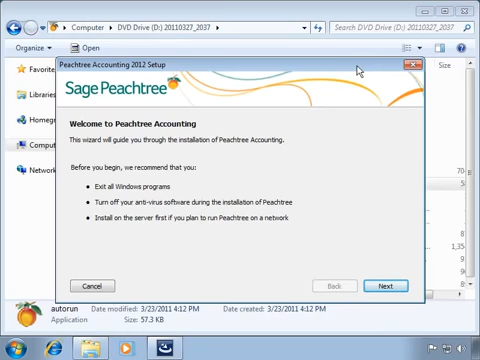 Computer ▸ DVD Drive (D:) 20110327_2037 ▸
Search DVD Drive (D:) 20110327_2037
Organize
Open
Favorite
Size
Peachtree Accounting 2012 Setup
Sage Peachtree
Libraries
Welcome to Peachtree Accounting
This wizard will guide you through the installation of Peachtree Accounting.
Homegr
Comput
Before you begin, we recommend that you:
Network
Exit all Windows programs
Turn off your anti-virus software during the installation of Peachtree
Install on the server first if you plan to run Peachtree on a network
Cancel
Back
Next
autorun
Date modified: 3/23/2011 4:12 PM
Date created: 3/23/2011 4:12 PM
Application
Size: 57.3 KB